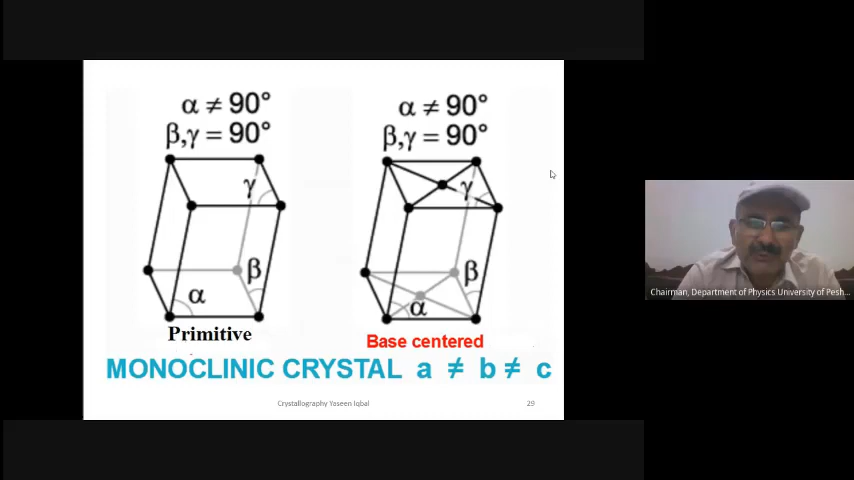 α ≠ 90°
β,γ = 90°
γ
β
α
Primitive
α ≠ 90°
β,γ = 90°
γ
β
α
Base centered
MONOCLINIC CRYSTAL a ≠ b ≠ c
Crystallography Yaseen Iqbal
29
Chairman, Department of Physics University of Pesh...